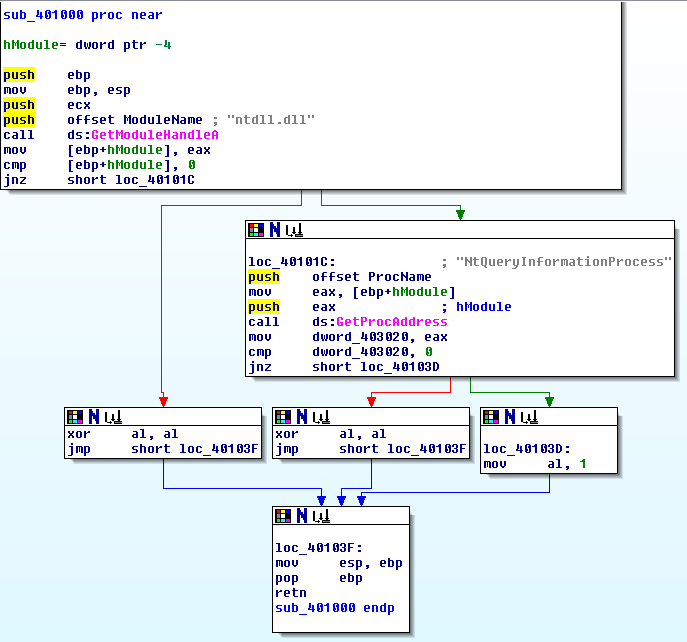 sub_401000 proc near
hModule= dword ptr -4
push ebp
mov ebp, esp
push ecx
push offset ModuleName ; "ntdll.dll"
call ds:GetModuleHandleA
mov [ebp+hModule], eax
cmp [ebp+hModule], 0
jnz short loc_40101C
loc_40101C: ; "NtQueryInformationProcess"
push offset ProcName
mov eax, [ebp+hModule]
push eax ; hModule
call ds:GetProcAddress
mov dword_403020, eax
cmp dword_403020, 0
jnz short loc_40103D
xor al, al
jmp short loc_40103F
xor al, al
jmp short loc_40103F
loc_40103D:
mov al, 1
loc_40103F:
mov esp, ebp
pop ebp
retn
sub_401000 endp